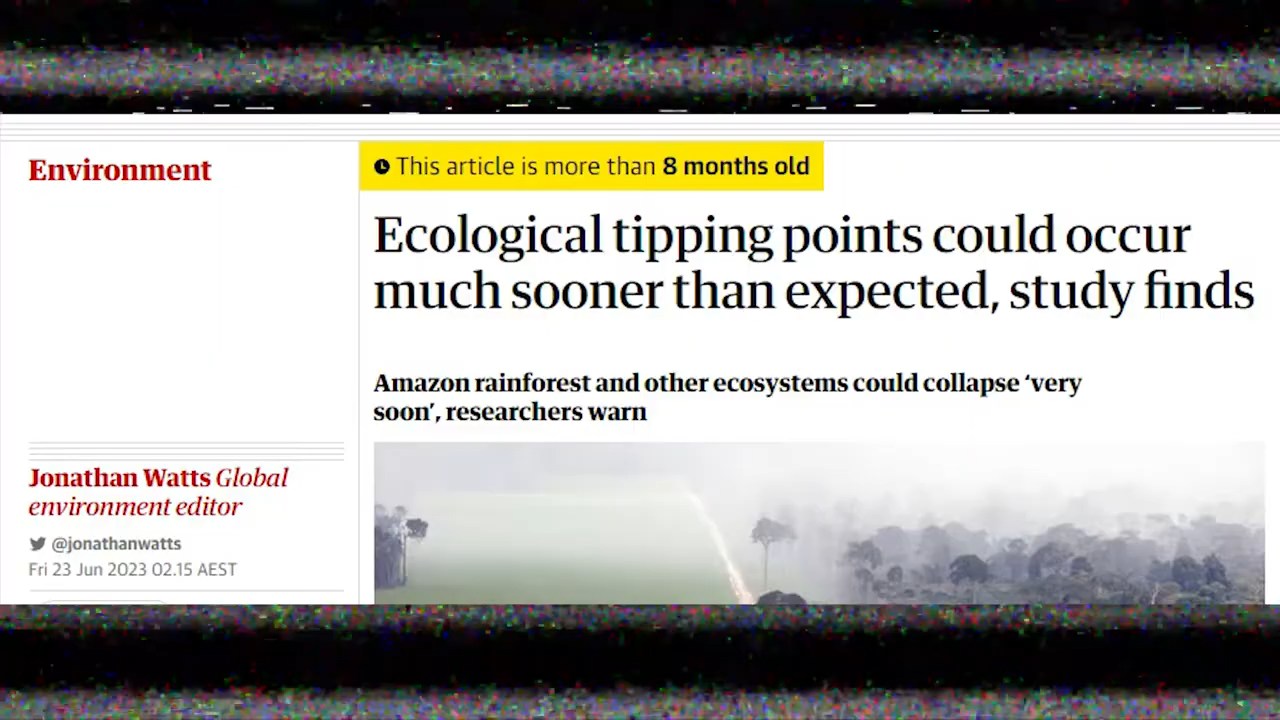 Environment
This article is more than 8 months old
Ecological tipping points could occur
much sooner than expected, study finds
Amazon rainforest and other ecosystems could collapse ‘very
soon’, researchers warn
Jonathan Watts Global
environment editor
@jonathanwatts
Fri 23 Jun 2023 02.15 AEST